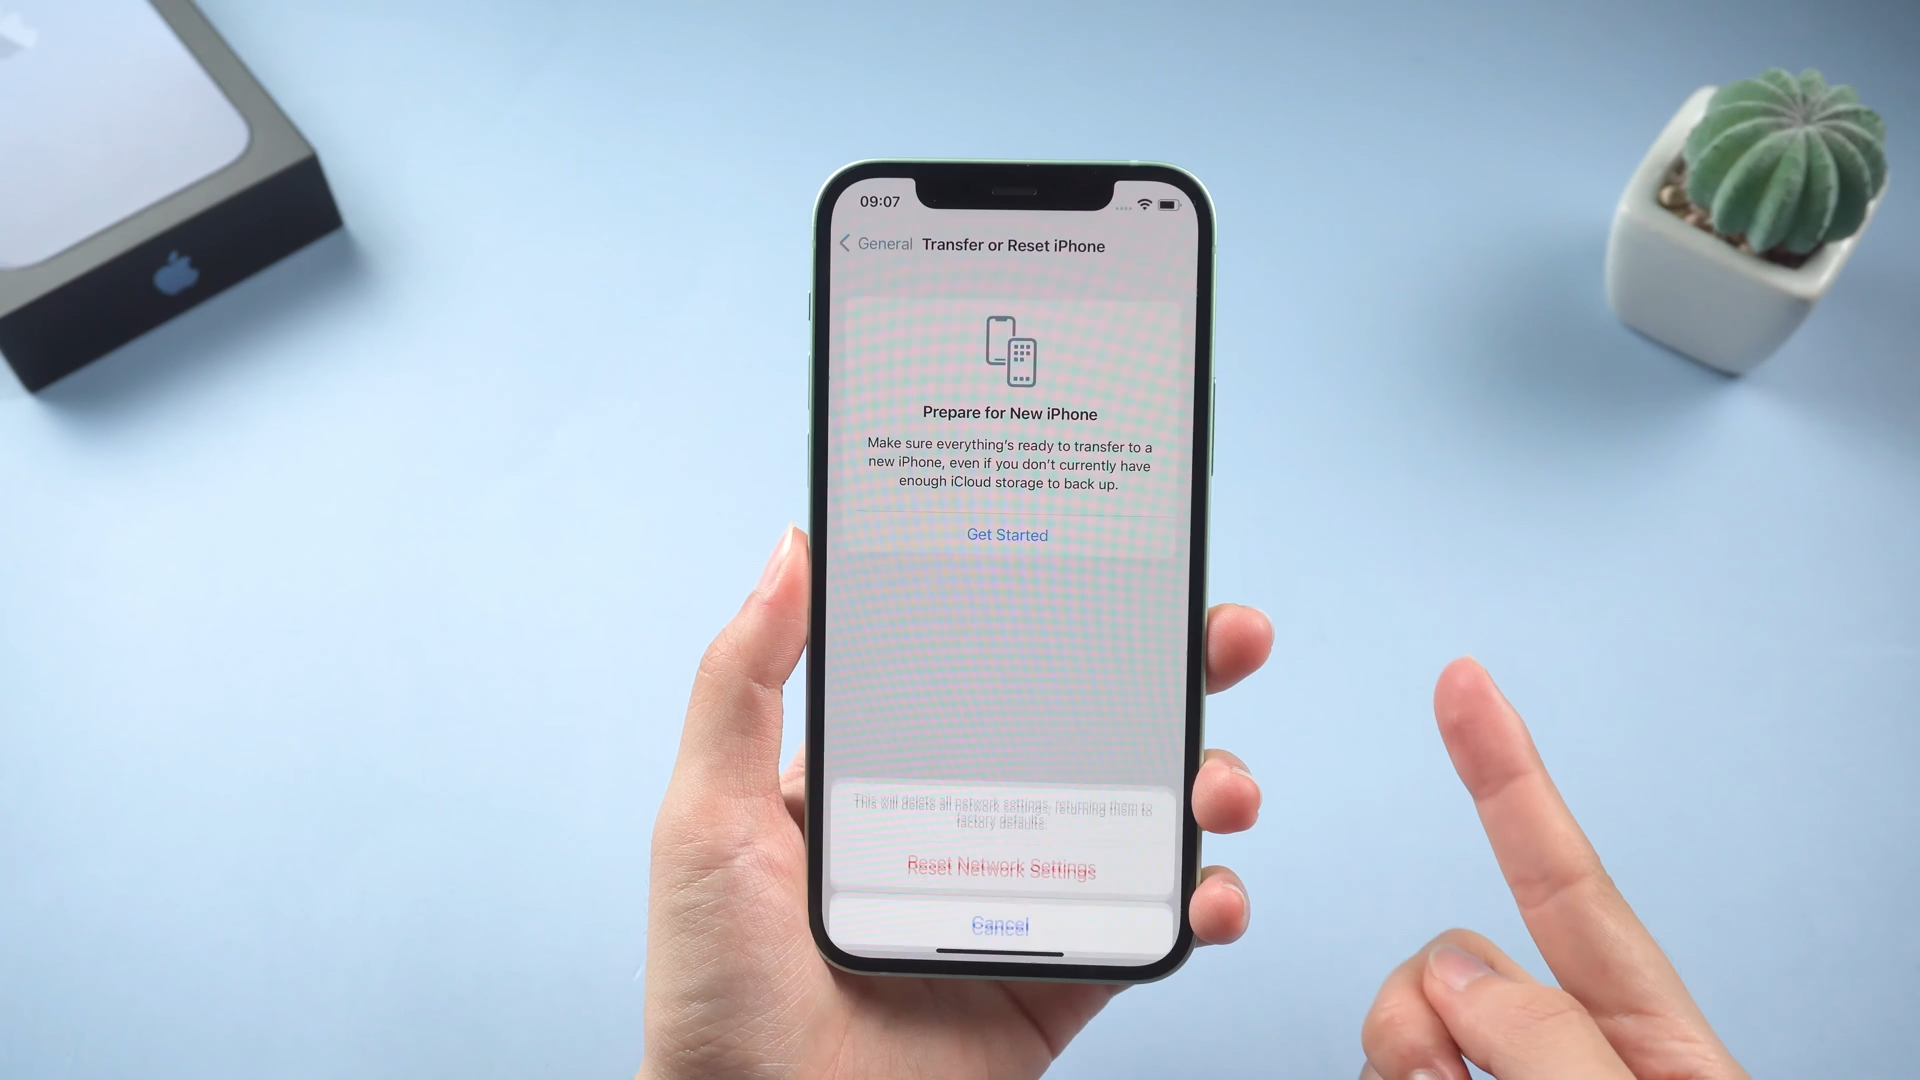 09:07
General Transfer or Reset iPhone
Prepare for New iPhone
Make sure everything's ready to transfer to a
new iPhone, even if you don't currently have
enough iCloud storage to back up.
Get Started
This will delete all network settings, returning them to
factory defaults.
Reset Network Settings
Cancel